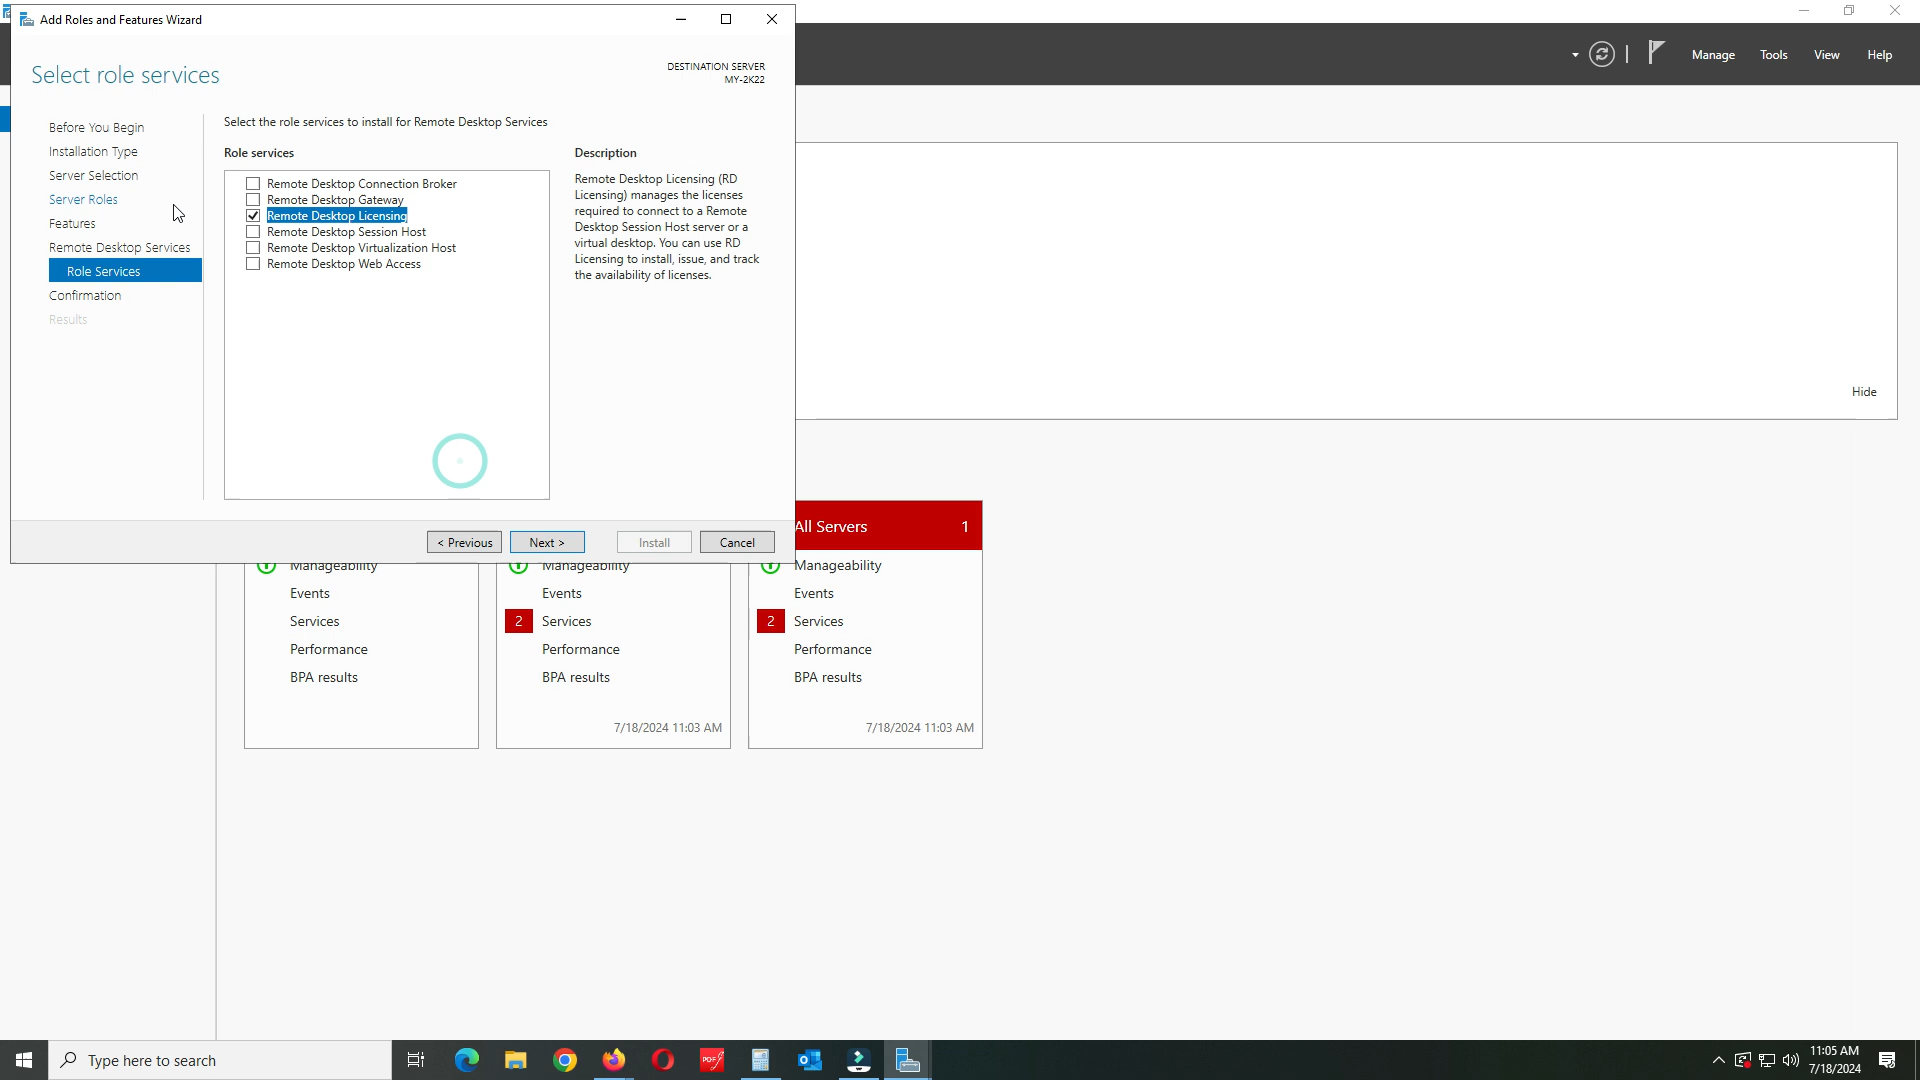 Add Roles and Features Wizard
Manage
Tools
View
Help
Select role services
DESTINATION SERVER
MY-2K22
Before You Begin
Installation Type
Server Selection
Server Roles
Features
Remote Desktop Services
Role Services
Confirmation
Results
Select the role services to install for Remote Desktop Services
Role services
Remote Desktop Connection Broker
Remote Desktop Gateway
Remote Desktop Licensing
Remote Desktop Session Host
Remote Desktop Virtualization Host
Remote Desktop Web Access
Description
Remote Desktop Licensing (RD
Licensing) manages the licenses
required to connect to a Remote
Desktop Session Host server or a
virtual desktop. You can use RD
Licensing to install, issue, and track
the availability of licenses.
Hide
< Previous
Next >
Install
Cancel
All Servers
1
Manageability
Events
Services
Performance
BPA results
Manageability
Events
2
Services
Performance
BPA results
7/18/2024 11:03 AM
Manageability
Events
2
Services
Performance
BPA results
7/18/2024 11:03 AM
Type here to search
PDF
11:05 AM
7/18/2024